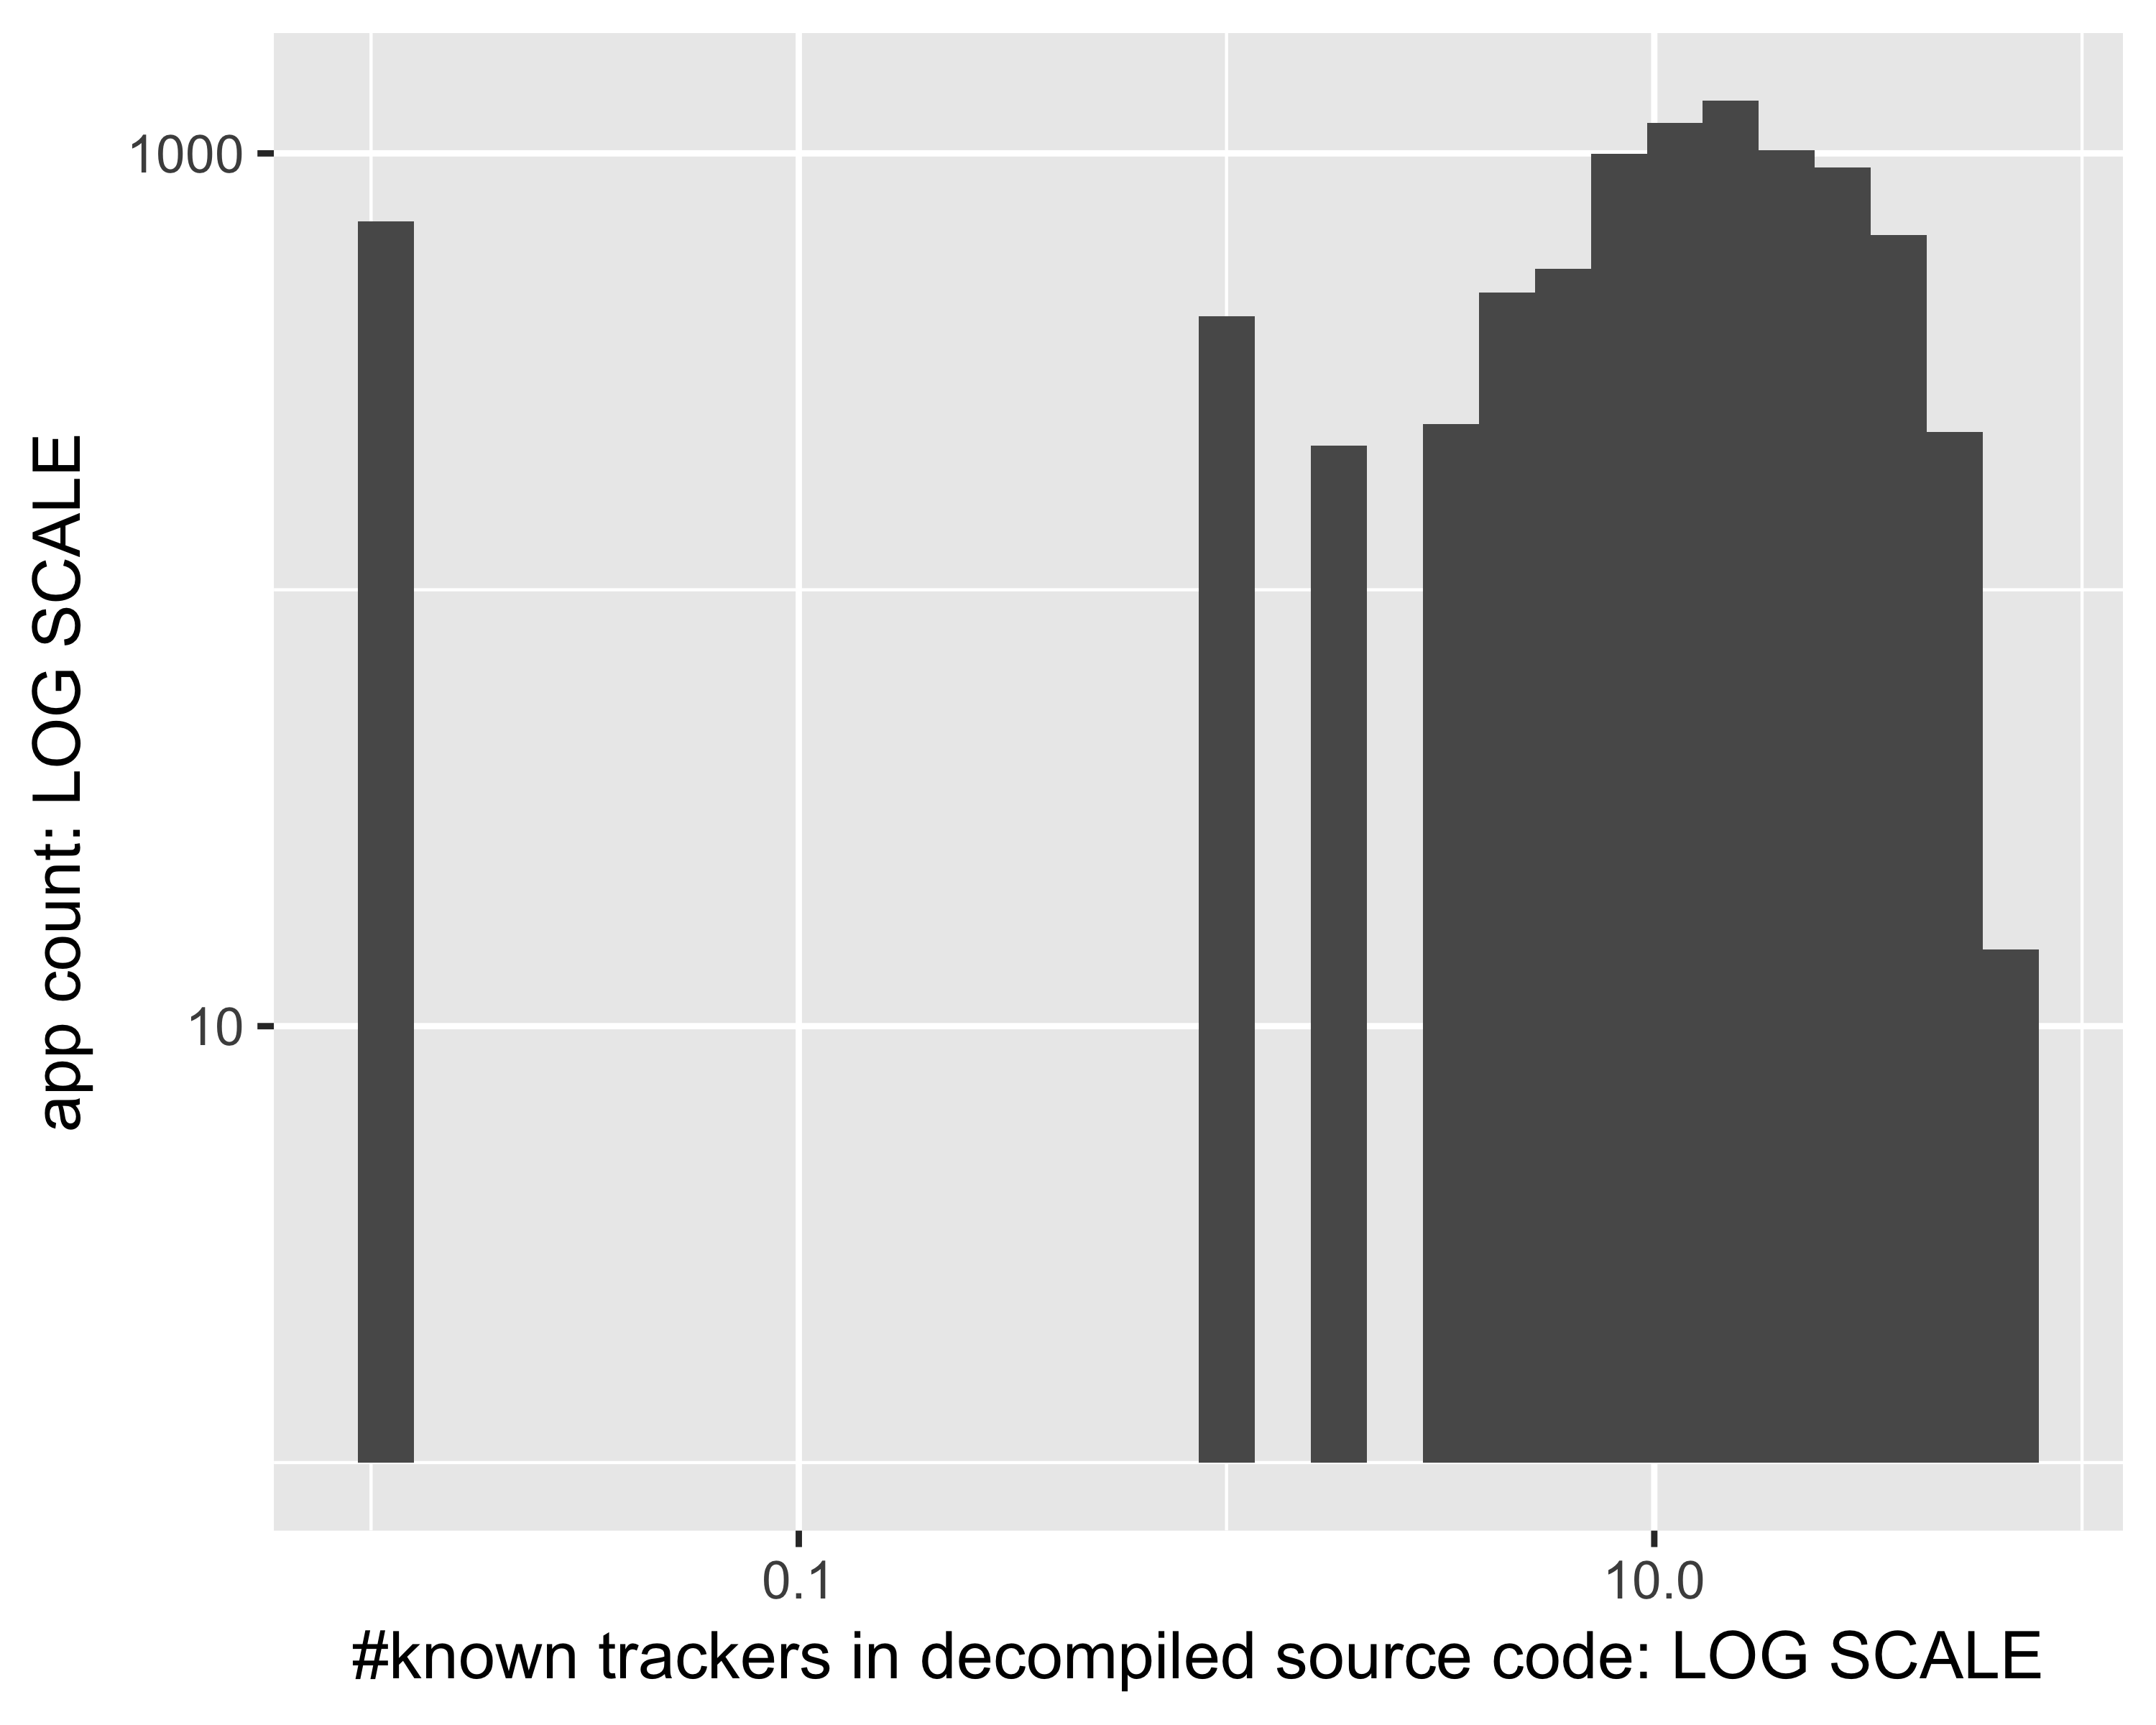 app count: LOG SCALE
1000
10
0.1
10.0
#known trackers in decompiled source code: LOG SCALE